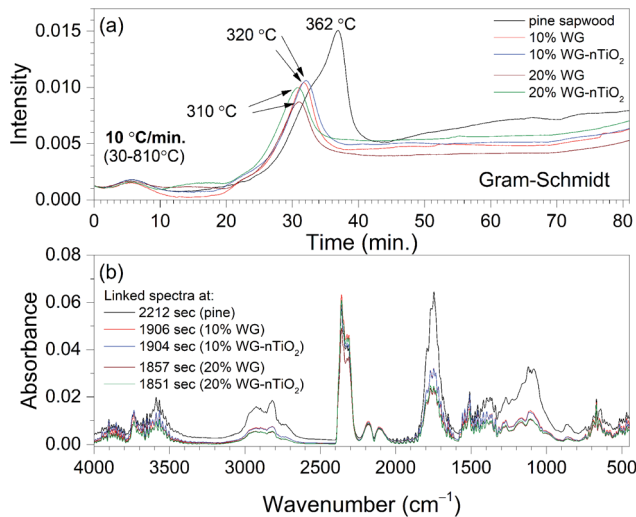 (a)
362 °C
320 °C
310 °C
10 °C/min.
(30-810°C)
pine sapwood
10% WG
10% WG-nTiO₂
20% WG
20% WG-nTiO₂
Gram-Schmidt
Intensity
0.015
0.010
0.005
0.000
0 10 20 30 40 50 60 70 80
Time (min.)
(b)
Linked spectra at:
2212 sec (pine)
1906 sec (10% WG)
1904 sec (10% WG-nTiO₂)
1857 sec (20% WG)
1851 sec (20% WG-nTiO₂)
Absorbance
0.08
0.06
0.04
0.02
0.00
4000 3500 3000 2500 2000 1500 1000 500
Wavenumber (cm⁻¹)